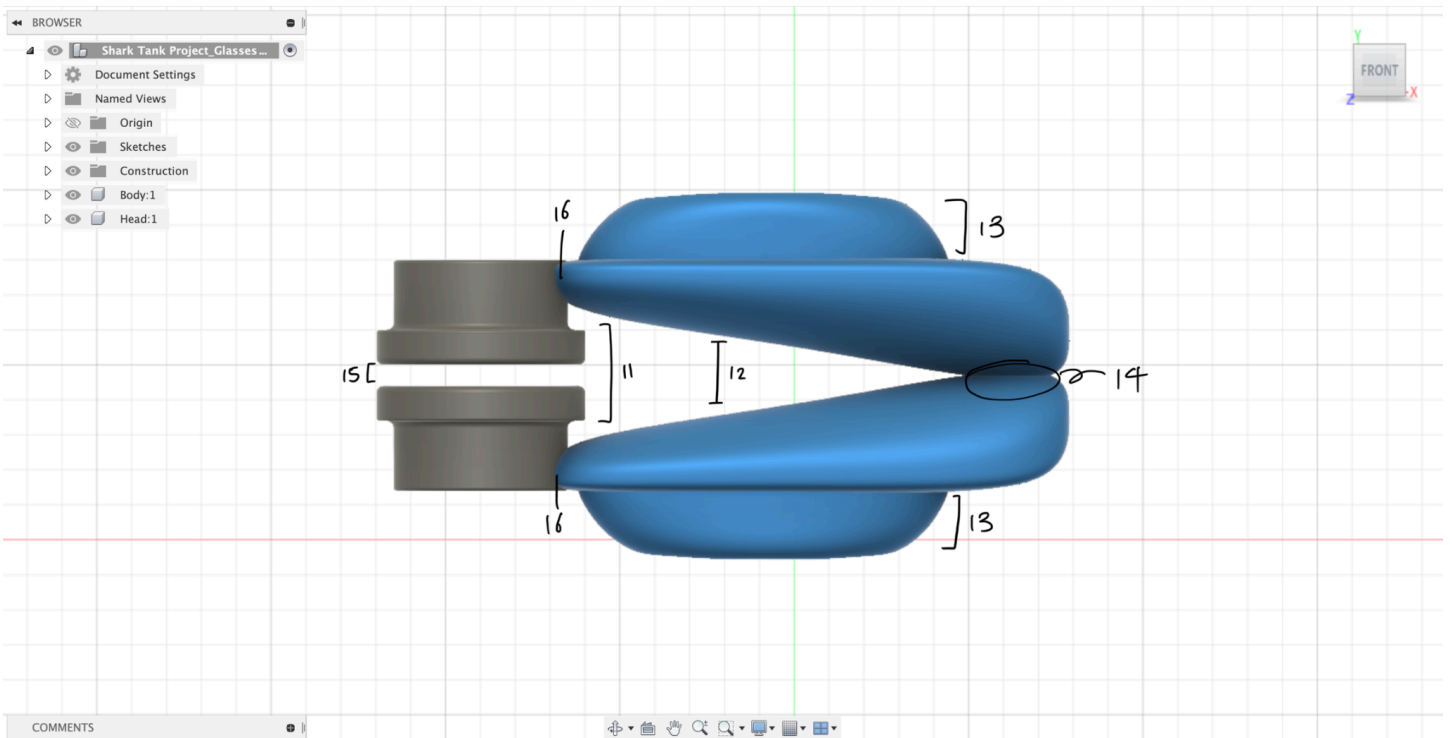 BROWSER
Shark Tank Project_Glasses...
Document Settings
Named Views
Origin
Sketches
Construction
Body:1
Head:1
Y
FRONT
Z
X
16
13
15
11
12
14
16
13
COMMENTS